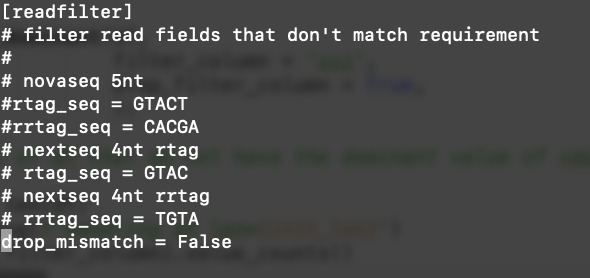 [readfilter]
# filter read fields that don't match requirement
#
# novaseq 5nt
#rtag_seq = GTACT
#rrtag_seq = CACGA
# nextseq 4nt rtag
# rtag_seq = GTAC
# nextseq 4nt rrtag
# rrtag_seq = TGTA
drop_mismatch = False